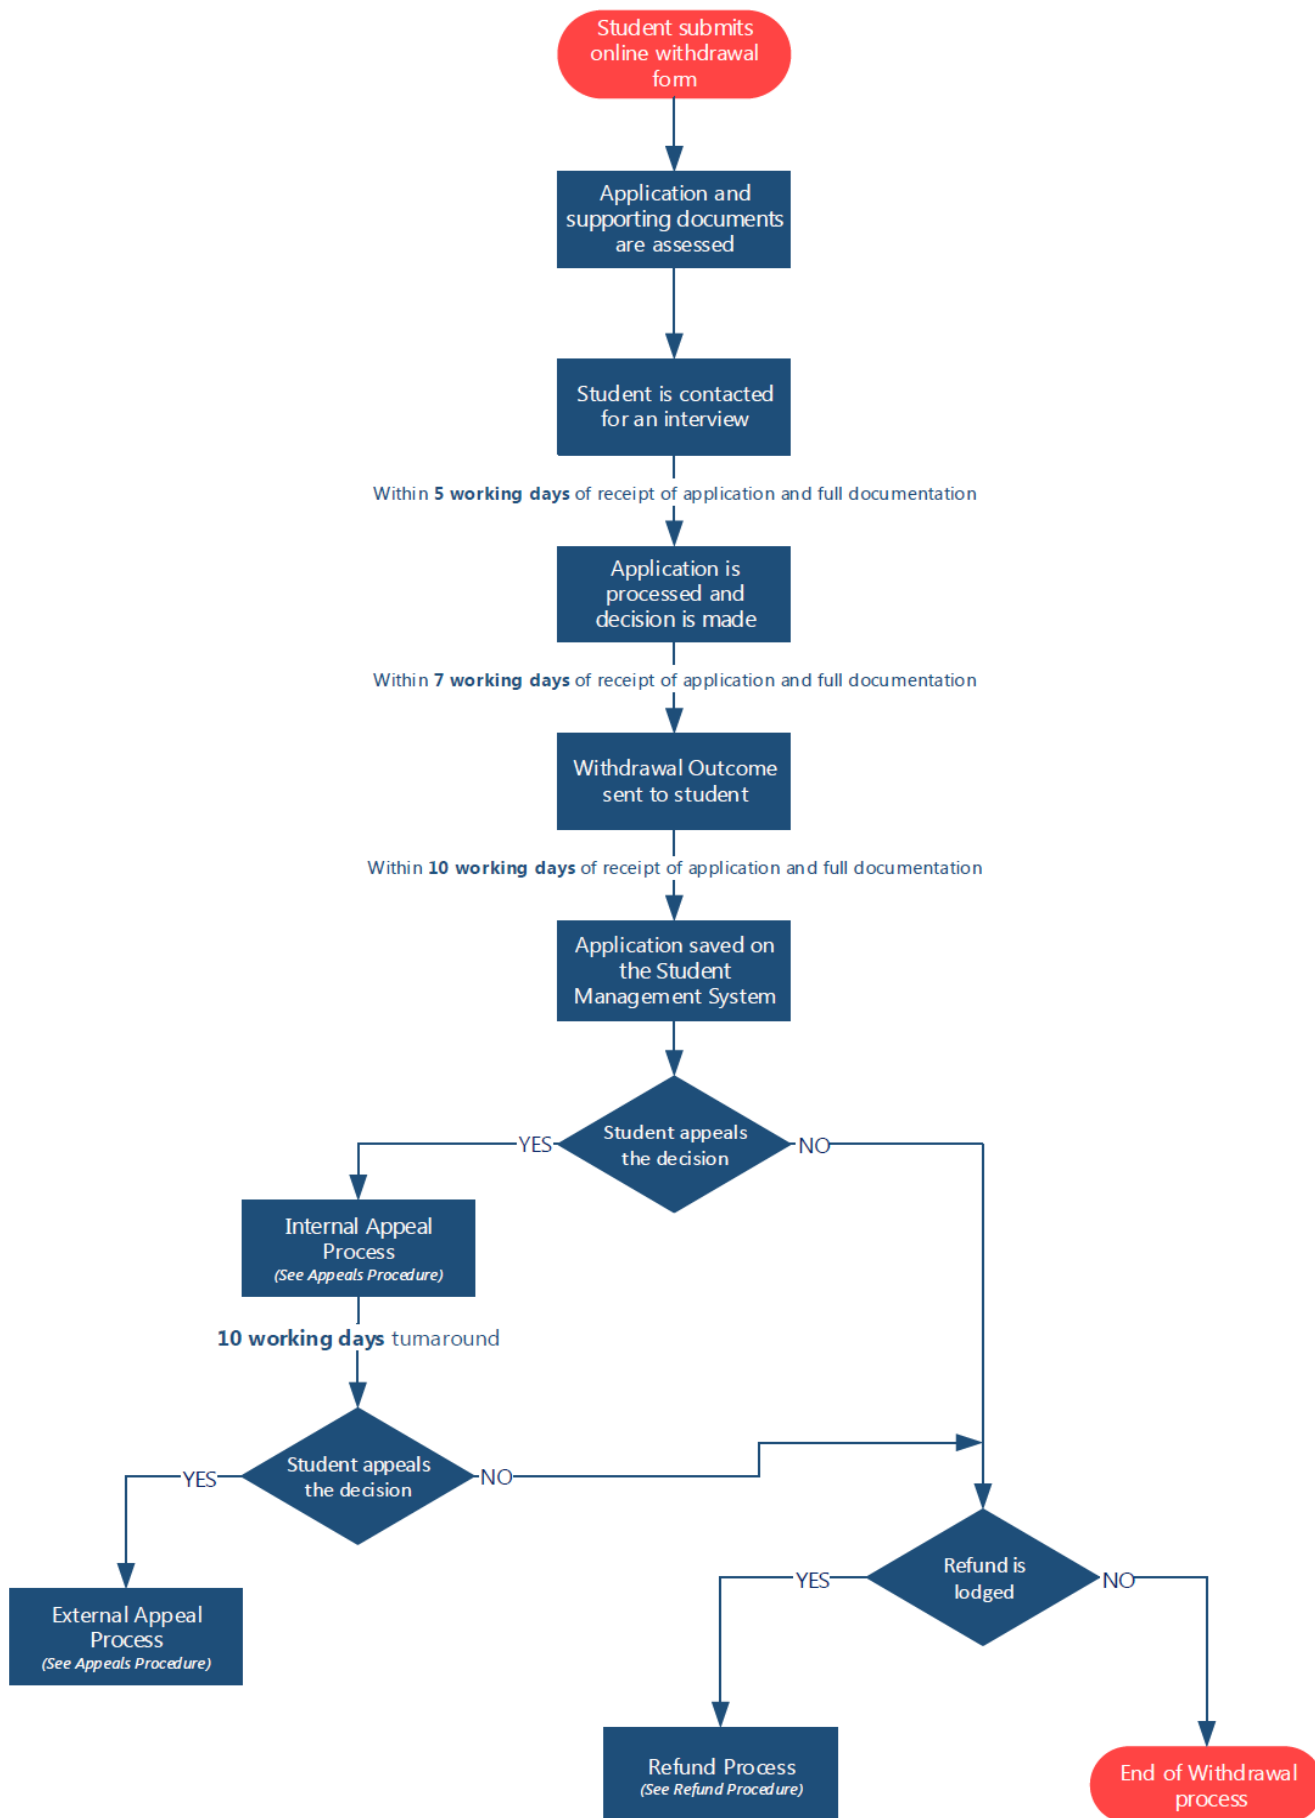 Student submits
online withdrawal
form
Application and
supporting documents
are assessed
Student is contacted
for an interview
Within 5 working days of receipt of application and full documentation
Application is
processed and
decision is made
Within 7 working days of receipt of application and full documentation
Withdrawal Outcome
sent to student
Within 10 working days of receipt of application and full documentation
Application saved on
the Student
Management System
Student appeals
the decision
YES
NO
Internal Appeal
Process
(See Appeals Procedure)
10 working days turnaround
Student appeals
the decision
YES
NO
External Appeal
Process
(See Appeals Procedure)
Refund is
lodged
YES
NO
Refund Process
(See Refund Procedure)
End of Withdrawal
process